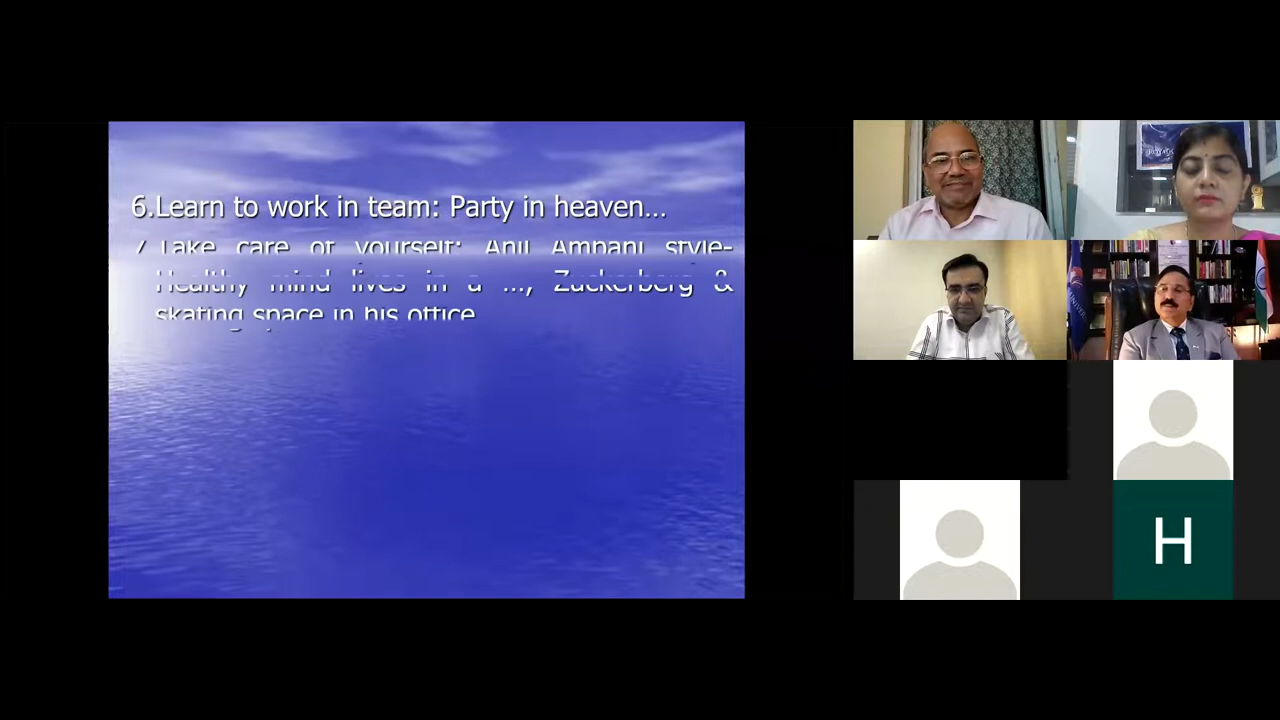 6.Learn to work in team: Party in heaven...
7 Take care of yourself: Anil Ambani style-
Healthy mind lives in a ..., Zuckerberg &
skating space in his office
H